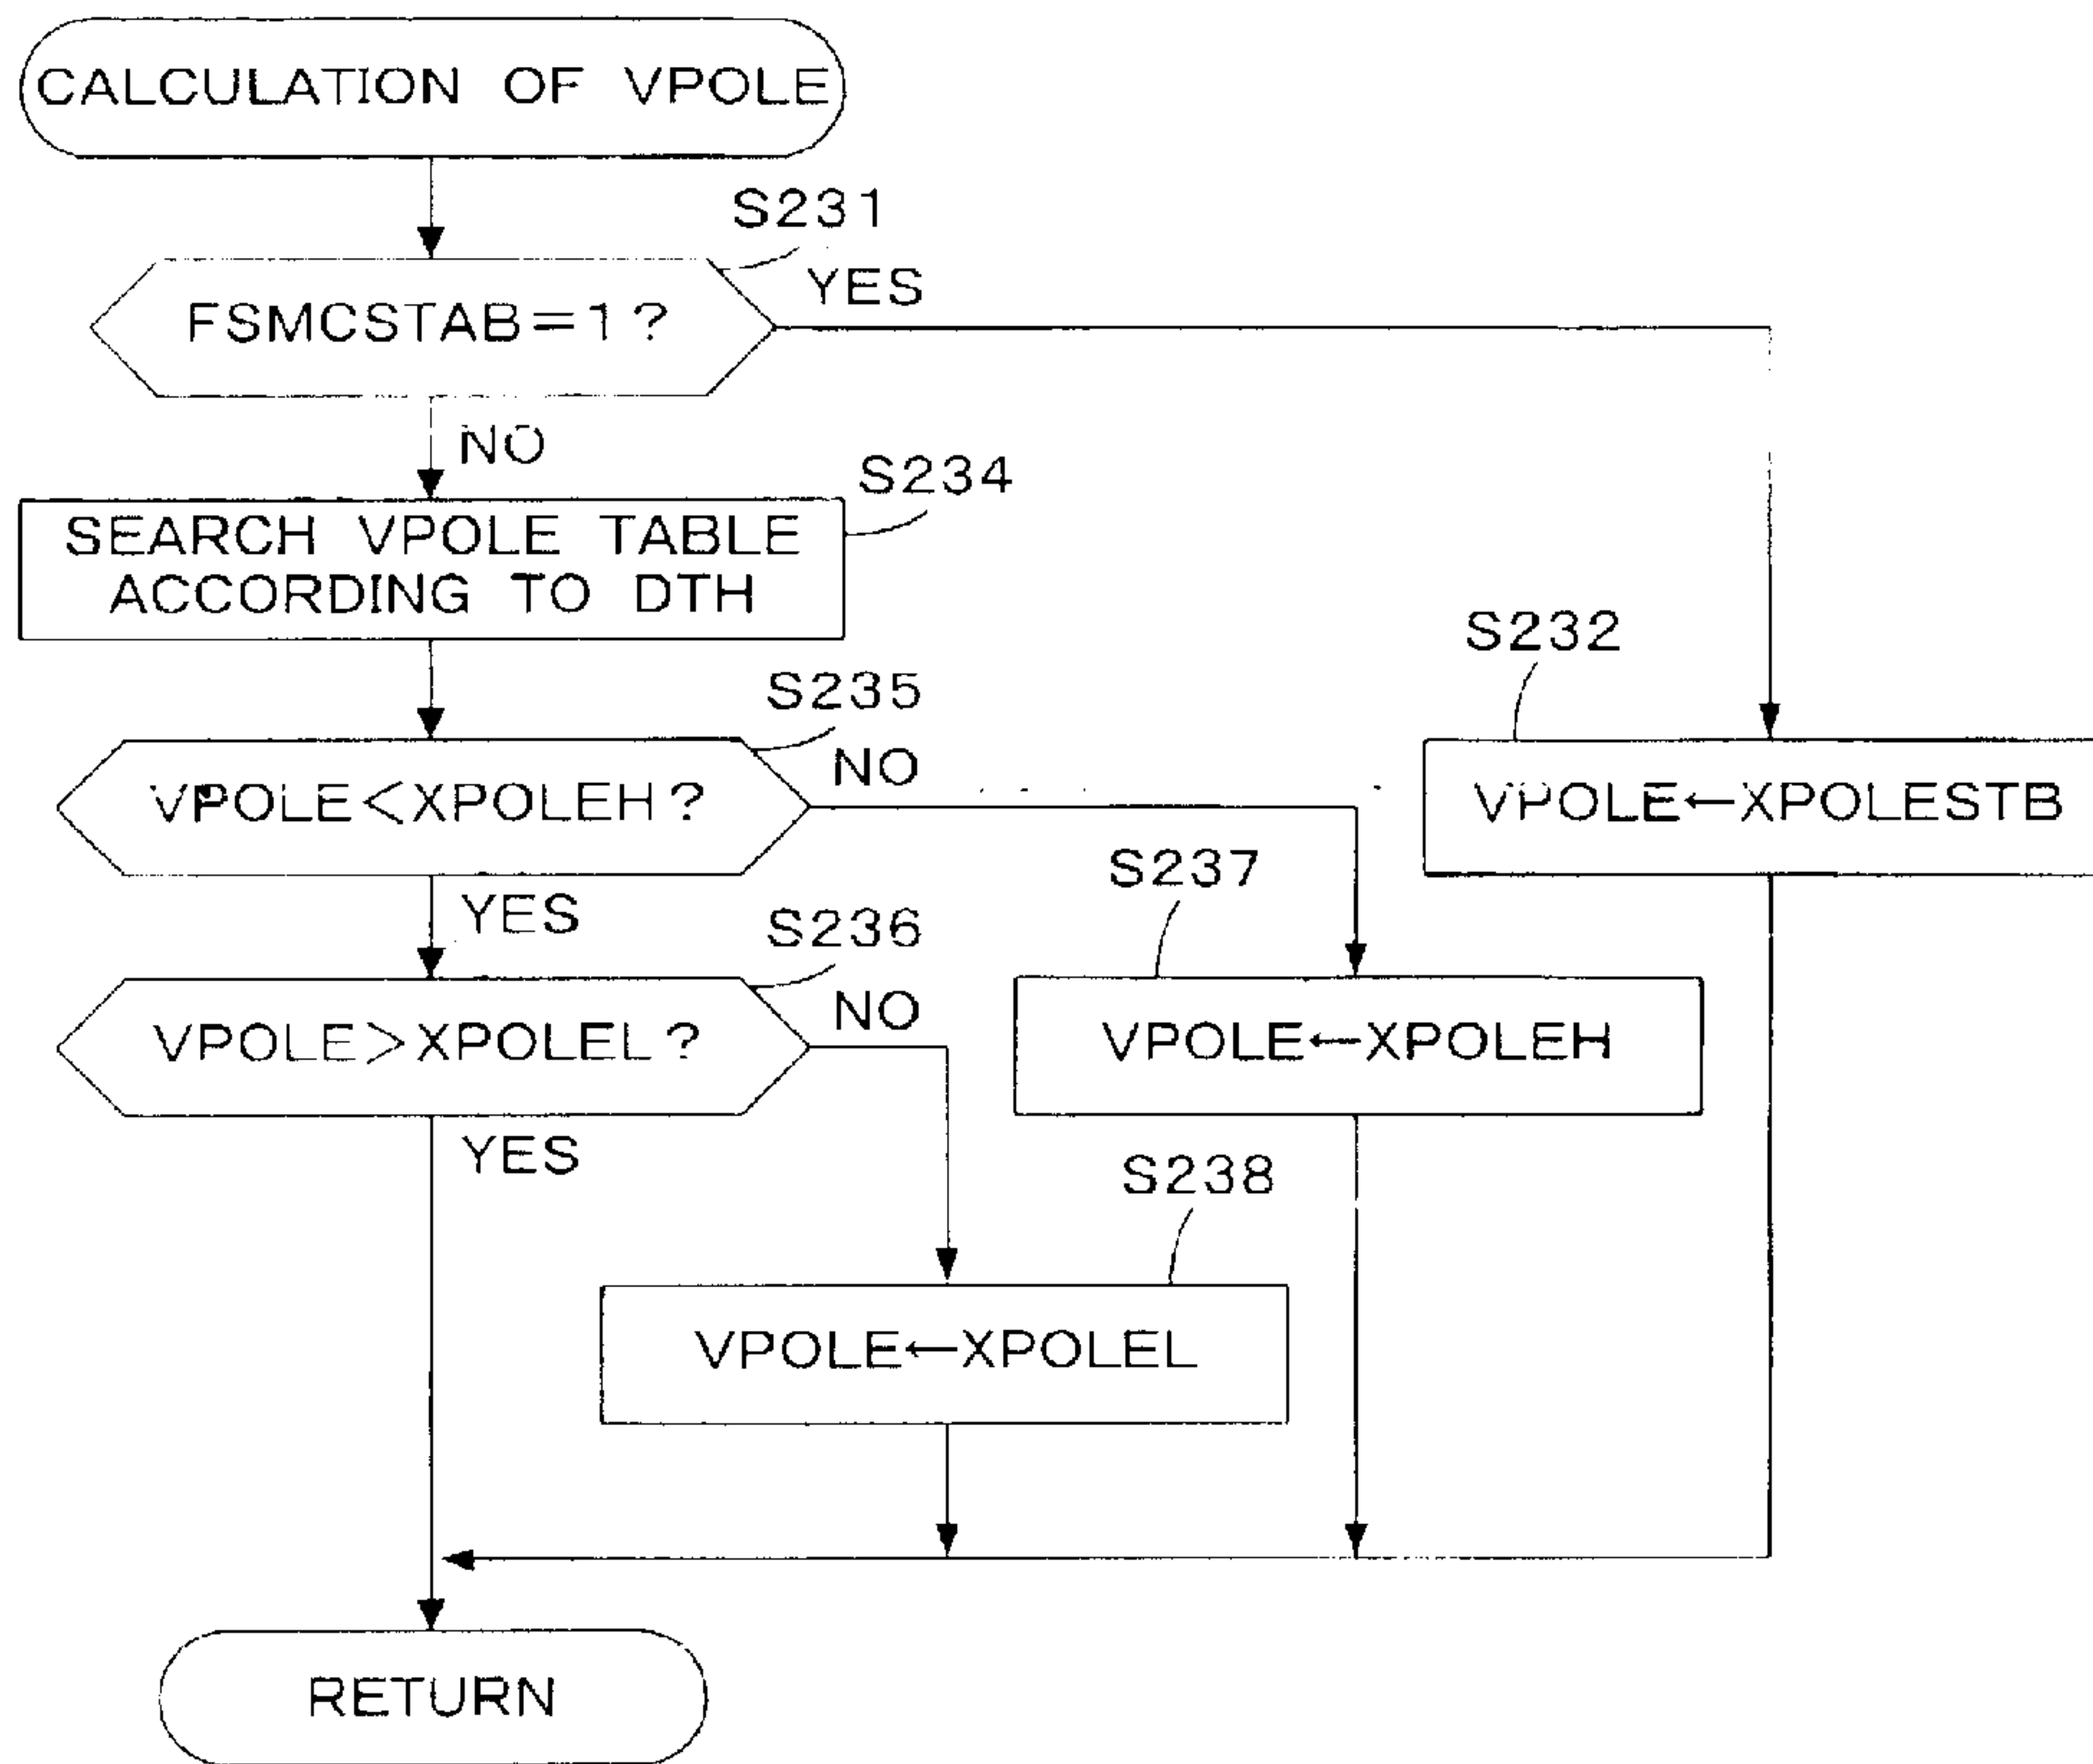 CALCULATION OF VPOLE
S231
FSMCSTAB=1?
YES
NO
S234
SEARCH VPOLE TABLE
ACCORDING TO DTH
S232
VPOLE←XPOLESTB
S235
VPOLE<XPOLEH?
NO
YES
S237
VPOLE←XPOLEH
S236
VPOLE>XPOLEL?
NO
YES
S238
VPOLE←XPOLEL
RETURN